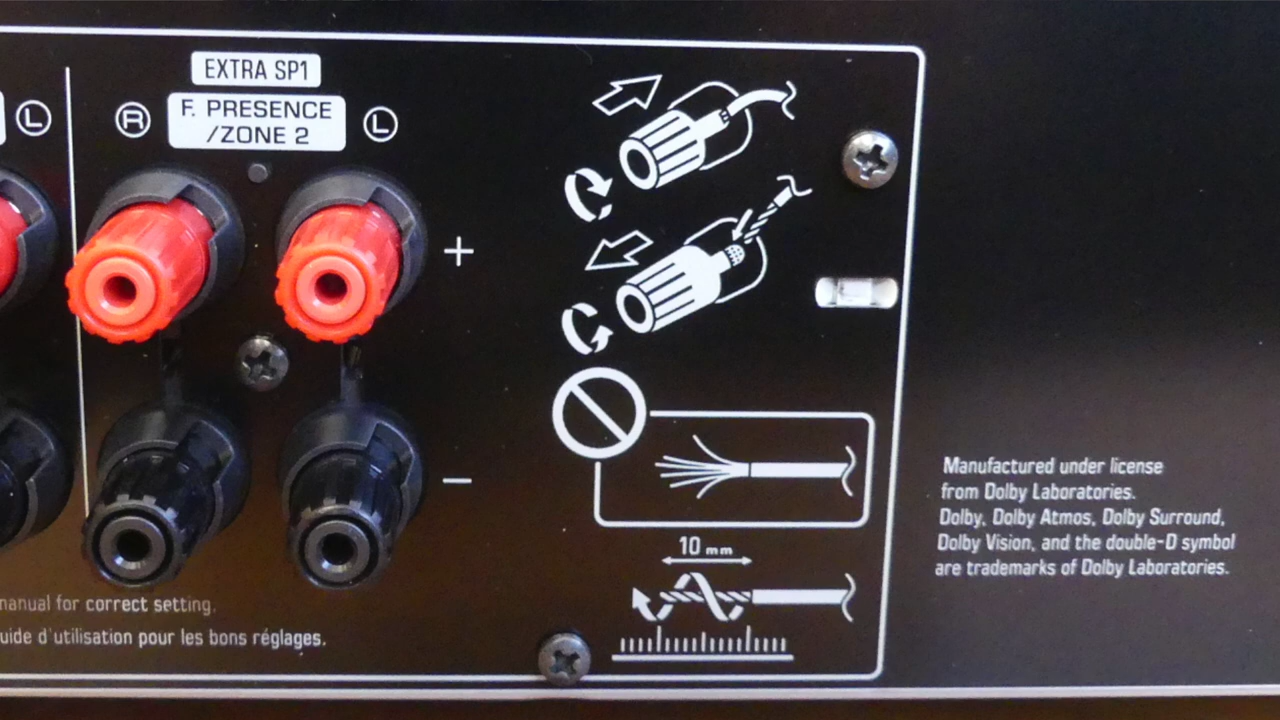 EXTRA SP1
L
R
F. PRESENCE
/ZONE 2
L
+
−
10 mm
Manufactured under license
from Dolby Laboratories.
Dolby, Dolby Atmos, Dolby Surround,
Dolby Vision, and the double-D symbol
are trademarks of Dolby Laboratories.
manual for correct setting.
uide d'utilisation pour les bons réglages.